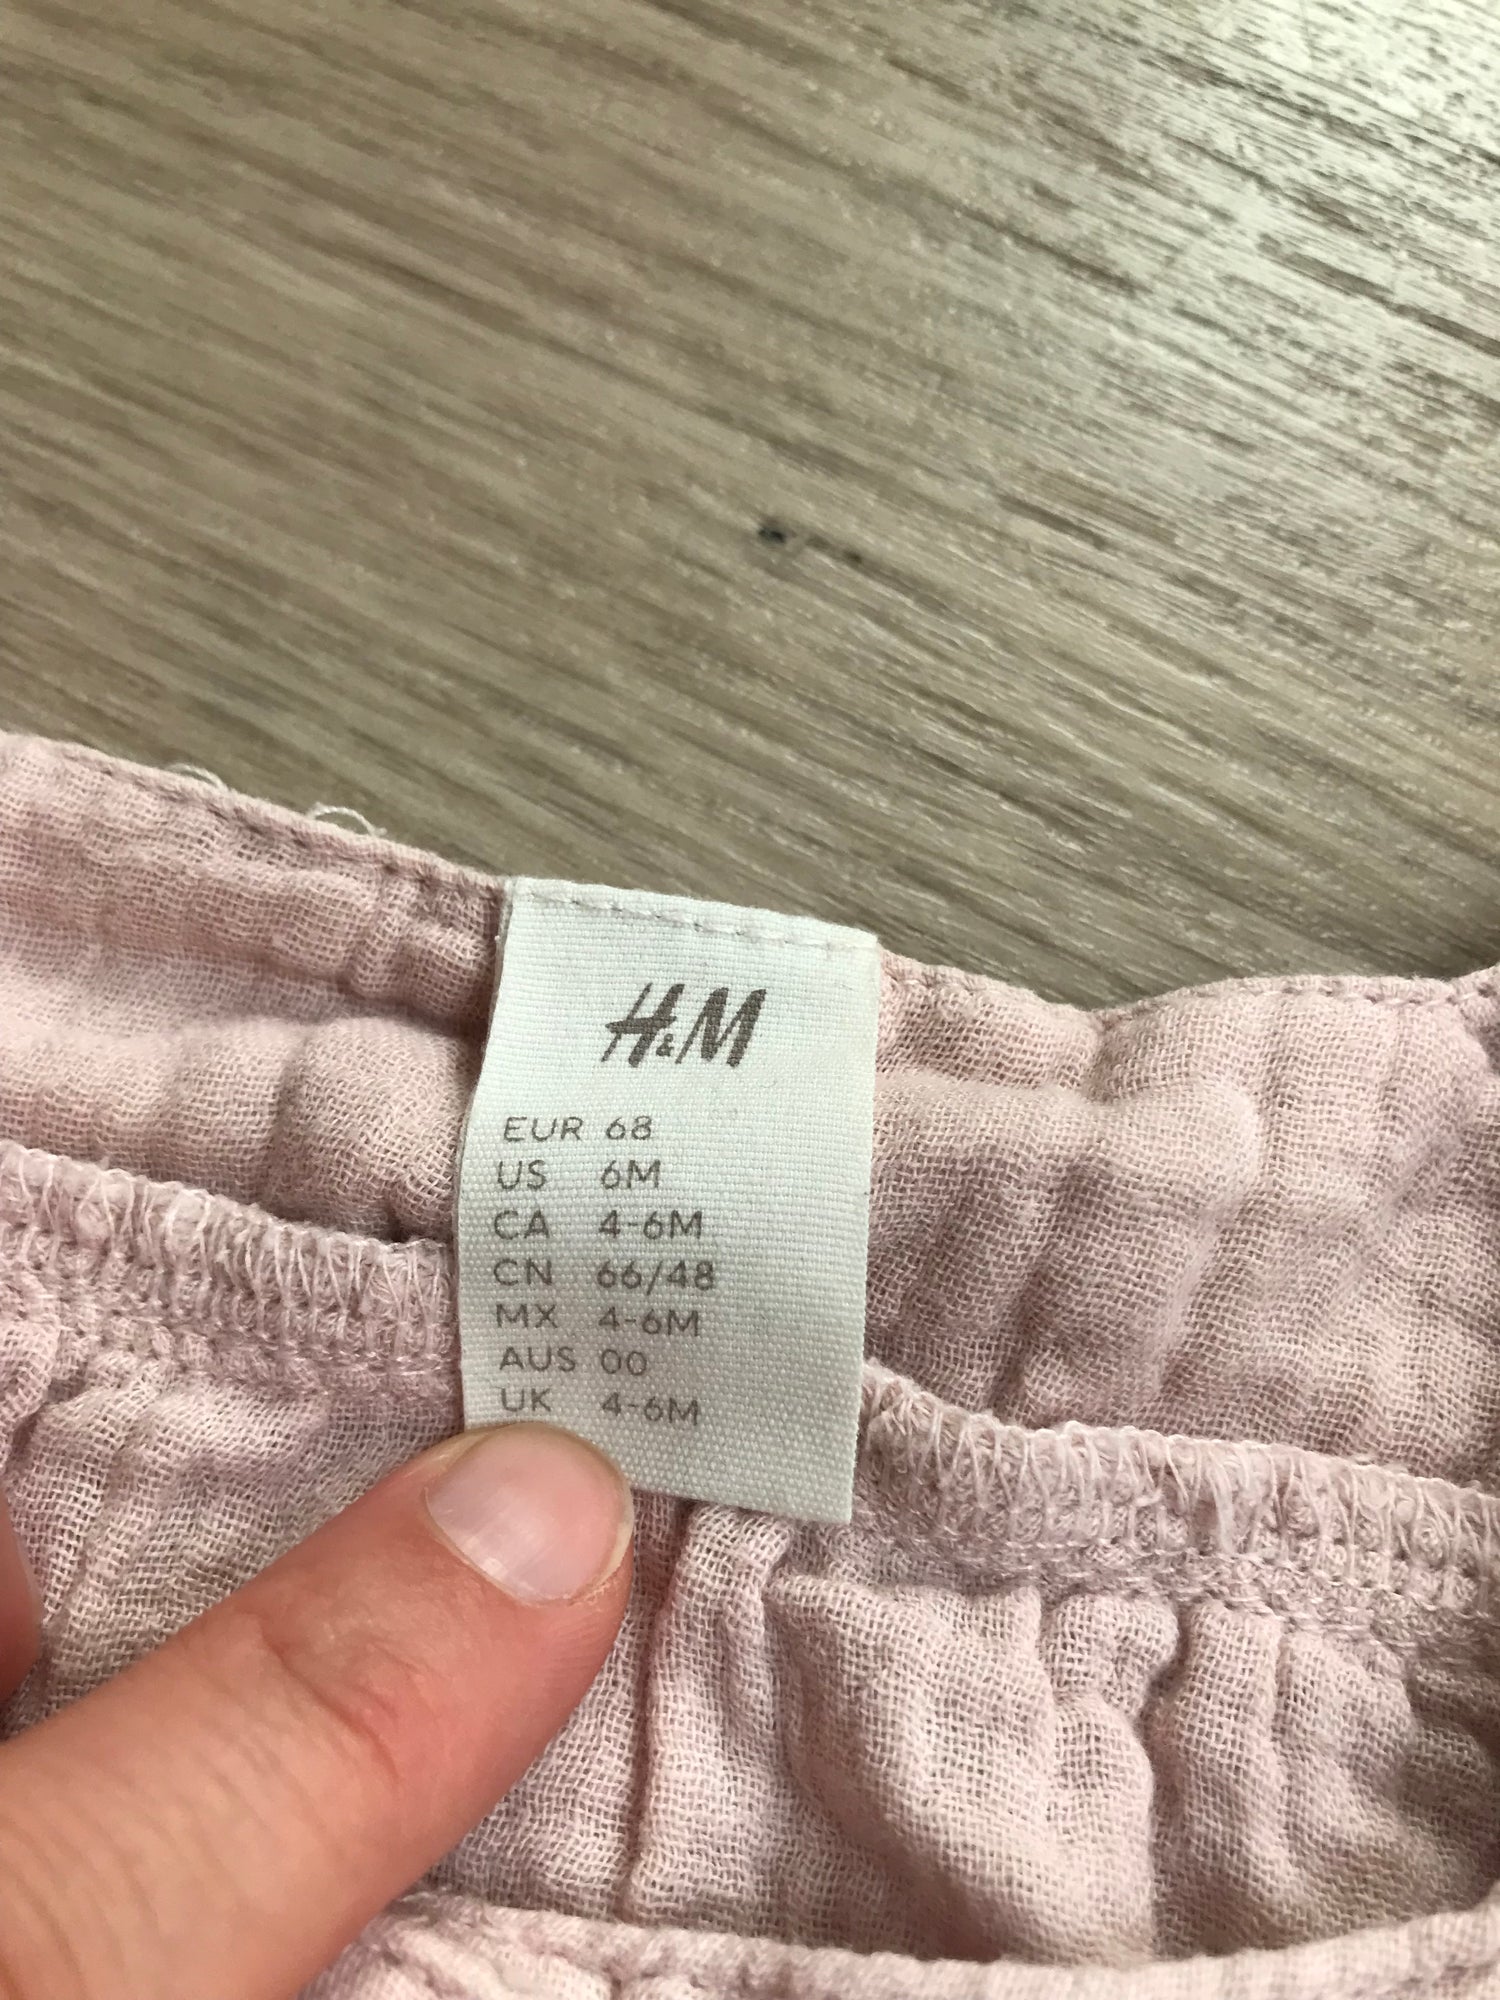 H&M
EUR 68
US 6M
CA 4-6M
CN 66/48
MX 4-6M
AUS 00
UK 4-6M